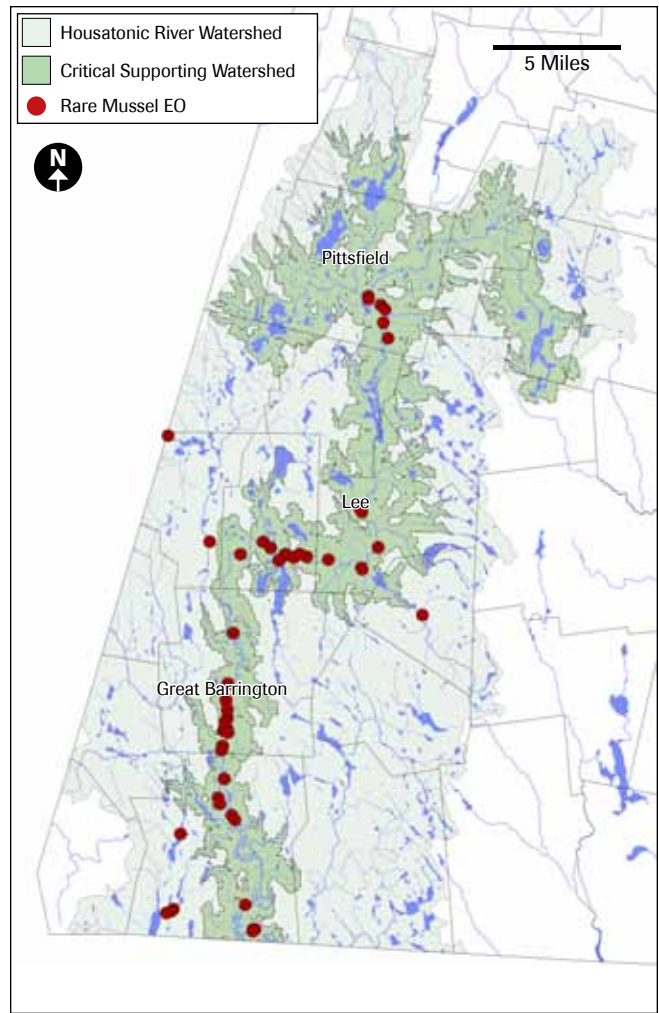 Housatonic River Watershed
Critical Supporting Watershed
Rare Mussel EO
5 Miles
N
Pittsfield
Lee
Great Barrington